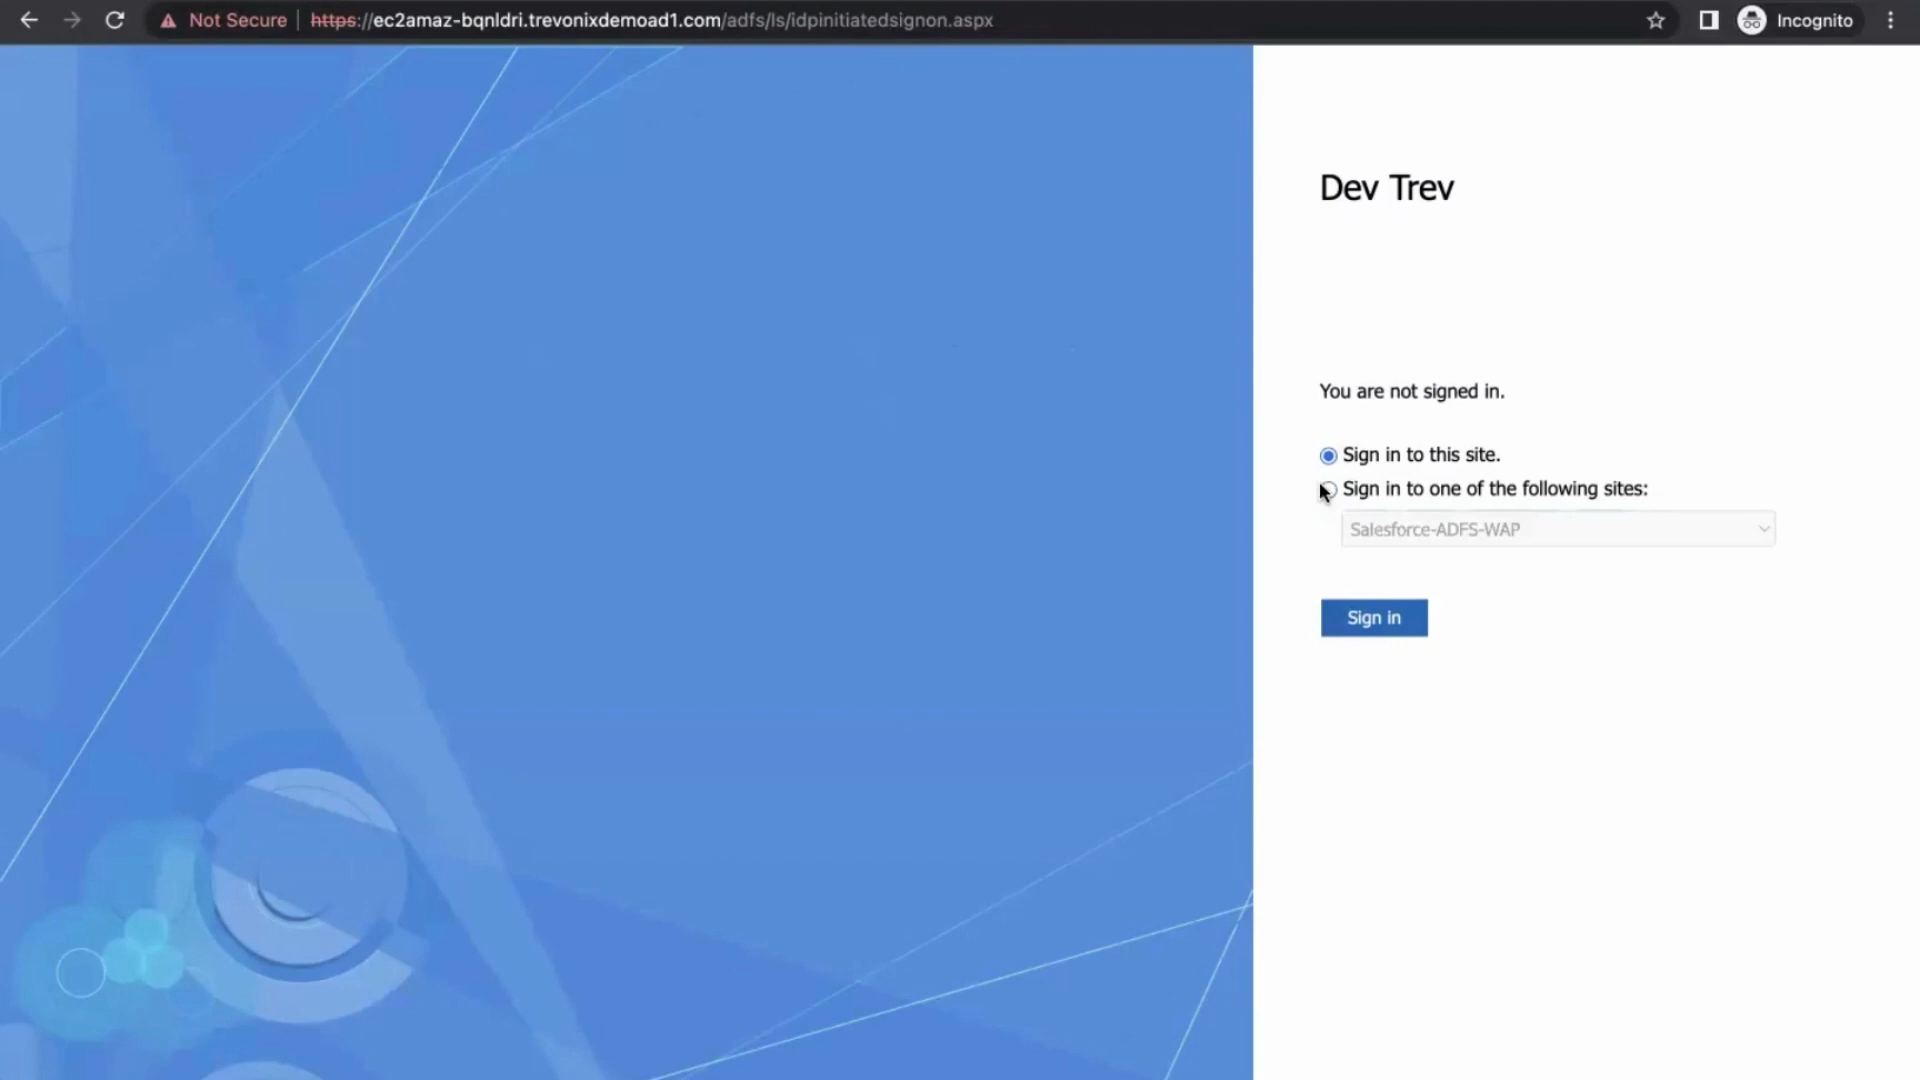 Not Secure | https://ec2amaz-bqnldri.trevonixdemoad1.com/adfs/ls/idpinitiatedsignon.aspx
Incognito
Dev Trev
You are not signed in.
Sign in to this site.
Sign in to one of the following sites:
Salesforce-ADFS-WAP
Sign in